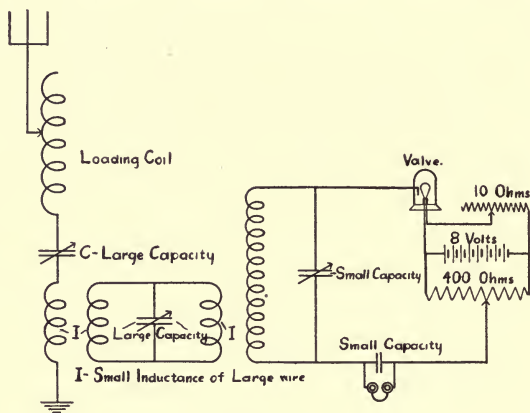 Loading Coil
C-Large Capacity
I
Large Capacity
I
I- Small Inductance of Large wire
Valve.
10 Ohms
8 Volts
400 Ohms
Small Capacity
Small Capacity